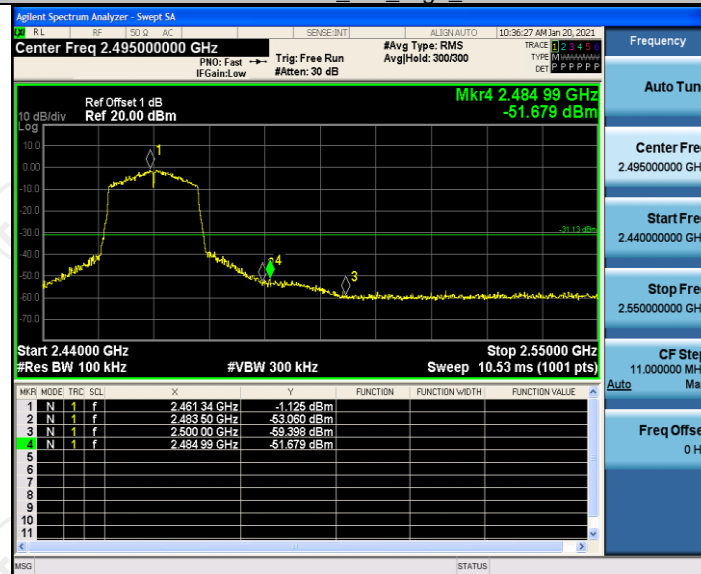 Agilent Spectrum Analyzer - Swept SA
RL RF 50 Ω AC SENSE:INT ALIGN AUTO 10:36:27 AM Jan 20, 2021
Center Freq 2.495000000 GHz
#Avg Type: RMS
TRACE 1 2 3 4 5 6
PNO: Fast Trig: Free Run Avg|Hold: 300/300
TYPE M
IFGain:Low #Atten: 30 dB
DET P P P P P P
Frequency
Auto Tun
Center Fre
2.495000000 GH
Start Fre
2.440000000 GH
Stop Fre
2.550000000 GH
CF Step
11.000000 MH
Auto Ma
Freq Offse
0 H
Mkr4 2.484 99 GHz
-51.679 dBm
Ref Offset 1 dB
10 dB/div Ref 20.00 dBm
Log
10.0
0.00
-10.0
-20.0
-30.0
-40.0
-50.0
-60.0
-70.0
1
-31.13 dBm
4
3
Start 2.44000 GHz Stop 2.55000 GHz
#Res BW 100 kHz #VBW 300 kHz Sweep 10.53 ms (1001 pts)
MKR MODE TRC SCL X Y FUNCTION FUNCTION WIDTH FUNCTION VALUE
1 N 1 f 2.461 34 GHz -1.125 dBm
2 N 1 f 2.483 50 GHz -53.060 dBm
3 N 1 f 2.500 00 GHz -59.398 dBm
4 N 1 f 2.484 99 GHz -51.679 dBm
5
6
7
8
9
10
11
MSG STATUS